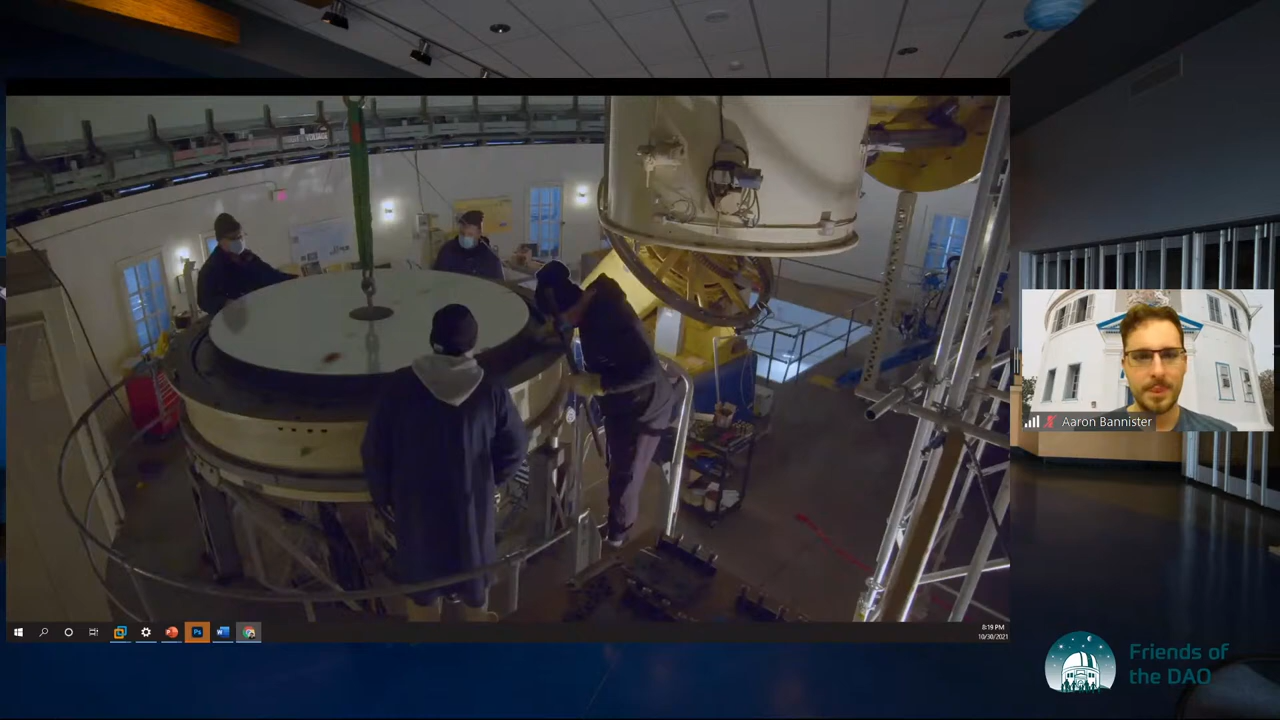 8:19 PM
10/30/2021
Aaron Bannister
Friends of
the DAO